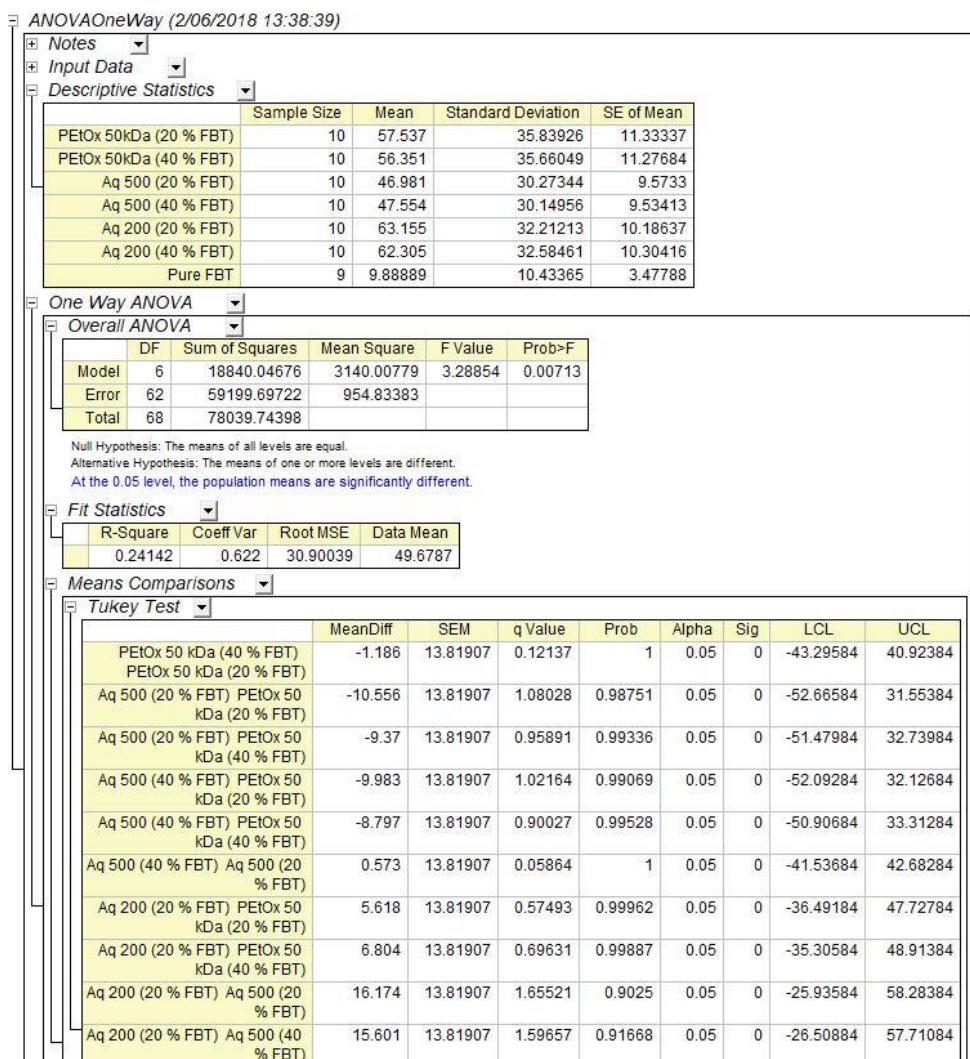 ANOVAOneWay (2/06/2018 13:38:39)
Notes
Input Data
Descriptive Statistics
Sample Size Mean Standard Deviation SE of Mean
PEtOx 50kDa (20 % FBT) 10 57.537 35.83926 11.33337
PEtOx 50kDa (40 % FBT) 10 56.351 35.66049 11.27684
Aq 500 (20 % FBT) 10 46.981 30.27344 9.5733
Aq 500 (40 % FBT) 10 47.554 30.14956 9.53413
Aq 200 (20 % FBT) 10 63.155 32.21213 10.18637
Aq 200 (40 % FBT) 10 62.305 32.58461 10.30416
Pure FBT 9 9.88889 10.43365 3.47788
One Way ANOVA
Overall ANOVA
DF Sum of Squares Mean Square F Value Prob>F
Model 6 18840.04676 3140.00779 3.28854 0.00713
Error 62 59199.69722 954.83383
Total 68 78039.74398
Null Hypothesis: The means of all levels are equal.
Alternative Hypothesis: The means of one or more levels are different.
At the 0.05 level, the population means are significantly different.
Fit Statistics
R-Square Coeff Var Root MSE Data Mean
0.24142 0.622 30.90039 49.6787
Means Comparisons
Tukey Test
MeanDiff SEM q Value Prob Alpha Sig LCL UCL
PEtOx 50 kDa (40 % FBT) -1.186 13.81907 0.12137 1 0.05 0 -43.29584 40.92384
PEtOx 50 kDa (20 % FBT)
Aq 500 (20 % FBT) PEtOx 50 -10.556 13.81907 1.08028 0.98751 0.05 0 -52.66584 31.55384
kDa (20 % FBT)
Aq 500 (20 % FBT) PEtOx 50 -9.37 13.81907 0.95891 0.99336 0.05 0 -51.47984 32.73984
kDa (40 % FBT)
Aq 500 (40 % FBT) PEtOx 50 -9.983 13.81907 1.02164 0.99069 0.05 0 -52.09284 32.12684
kDa (20 % FBT)
Aq 500 (40 % FBT) PEtOx 50 -8.797 13.81907 0.90027 0.99528 0.05 0 -50.90684 33.31284
kDa (40 % FBT)
Aq 500 (40 % FBT) Aq 500 (20 0.573 13.81907 0.05864 1 0.05 0 -41.53684 42.68284
% FBT)
Aq 200 (20 % FBT) PEtOx 50 5.618 13.81907 0.57493 0.99962 0.05 0 -36.49184 47.72784
kDa (20 % FBT)
Aq 200 (20 % FBT) PEtOx 50 6.804 13.81907 0.69631 0.99887 0.05 0 -35.30584 48.91384
kDa (40 % FBT)
Aq 200 (20 % FBT) Aq 500 (20 16.174 13.81907 1.65521 0.9025 0.05 0 -25.93584 58.28384
% FBT)
Aq 200 (20 % FBT) Aq 500 (40 15.601 13.81907 1.59657 0.91668 0.05 0 -26.50884 57.71084
% FBT)